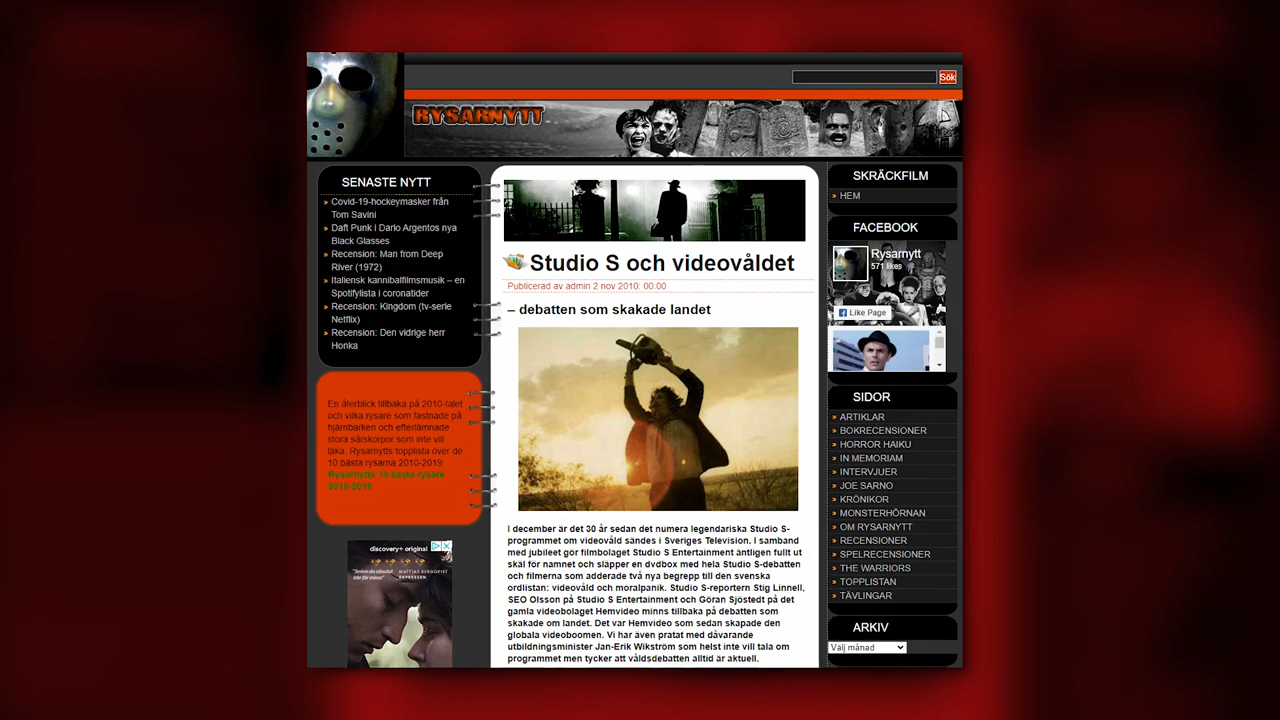 Sök
RYSARNYTT
SENASTE NYTT
Covid-19-hockeymasker från
Tom Savini
Daft Punk i Dario Argentos nya
Black Glasses
Recension: Man from Deep
River (1972)
Italiensk kannibalfilmsmusik – en
Spotifylista i coronatider
Recension: Kingdom (tv-serie
Netflix)
Recension: Den vidrige herr
Honka
En återblick tillbaka på 2010-talet
och vilka rysare som fastnade på
hjärnbarken och efterlämnade
stora sårskorpor som inte vill
läka. Rysarnytts topplista över de
10 bästa rysarna 2010-2019:
Rysarnytts 10 bästa rysare
2010-2019
discovery+ original
MATTIAS BERGQVIST
EXPRESSEN
Studio S och videovåldet
Publicerad av admin 2 nov 2010: 00:00
– debatten som skakade landet
I december är det 30 år sedan det numera legendariska Studio S-
programmet om videovåld sändes i Sveriges Television. I samband
med jubileet gör filmbolaget Studio S Entertainment äntligen fullt ut
skäl för namnet och släpper en dvdbox med hela Studio S-debatten
och filmerna som adderade två nya begrepp till den svenska
ordlistan: videovåld och moralpanik. Studio S-reportern Stig Linnell,
SEO Olsson på Studio S Entertainment och Göran Sjöstedt på det
gamla videobolaget Hemvideo minns tillbaka på debatten som
skakade om landet. Det var Hemvideo som sedan skapade den
globala videoboomen. Vi har även pratat med dåvarande
utbildningsminister Jan-Erik Wikström som helst inte vill tala om
programmet men tycker att våldsdebatten alltid är aktuell.
SKRÄCKFILM
HEM
FACEBOOK
Rysarnytt
571 likes
Like Page
SIDOR
ARTIKLAR
BOKRECENSIONER
HORROR HAIKU
IN MEMORIAM
INTERVJUER
JOE SARNO
KRÖNIKOR
MONSTERHÖRNAN
OM RYSARNYTT
RECENSIONER
SPELRECENSIONER
THE WARRIORS
TOPPLISTAN
TÄVLINGAR
ARKIV
Välj månad